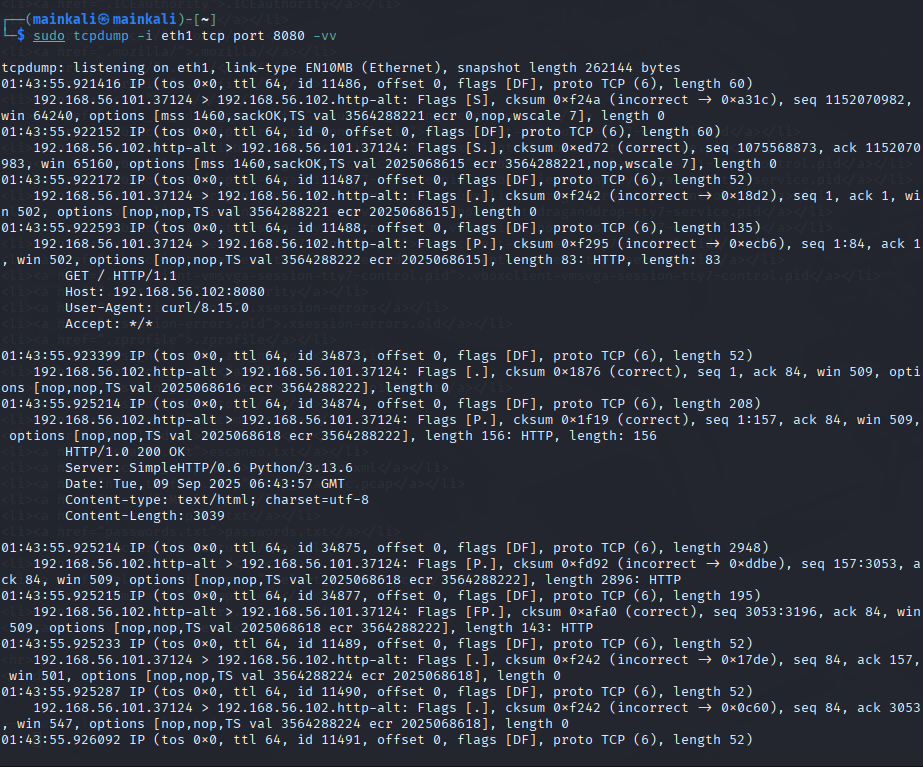 ┌──(mainkali㉿mainkali)-[~]
└─$ sudo tcpdump -i eth1 tcp port 8080 -vv
tcpdump: listening on eth1, link-type EN10MB (Ethernet), snapshot length 262144 bytes
01:43:55.921416 IP (tos 0×0, ttl 64, id 11486, offset 0, flags [DF], proto TCP (6), length 60)
192.168.56.101.37124 > 192.168.56.102.http-alt: Flags [S], cksum 0×f24a (incorrect → 0×a31c), seq 1152070982,
win 64240, options [mss 1460,sackOK,TS val 3564288221 ecr 0,nop,wscale 7], length 0
01:43:55.922152 IP (tos 0×0, ttl 64, id 0, offset 0, flags [DF], proto TCP (6), length 60)
192.168.56.102.http-alt > 192.168.56.101.37124: Flags [S.], cksum 0×ed72 (correct), seq 1075568873, ack 1152070
983, win 65160, options [mss 1460,sackOK,TS val 2025068615 ecr 3564288221,nop,wscale 7], length 0
01:43:55.922172 IP (tos 0×0, ttl 64, id 11487, offset 0, flags [DF], proto TCP (6), length 52)
192.168.56.101.37124 > 192.168.56.102.http-alt: Flags [.], cksum 0×f242 (incorrect → 0×18d2), seq 1, ack 1, wi
n 502, options [nop,nop,TS val 3564288221 ecr 2025068615], length 0
01:43:55.922593 IP (tos 0×0, ttl 64, id 11488, offset 0, flags [DF], proto TCP (6), length 135)
192.168.56.101.37124 > 192.168.56.102.http-alt: Flags [P.], cksum 0×f295 (incorrect → 0×ecb6), seq 1:84, ack 1
, win 502, options [nop,nop,TS val 3564288222 ecr 2025068615], length 83: HTTP, length: 83
GET / HTTP/1.1
Host: 192.168.56.102:8080
User-Agent: curl/8.15.0
Accept: */*
01:43:55.923399 IP (tos 0×0, ttl 64, id 34873, offset 0, flags [DF], proto TCP (6), length 52)
192.168.56.102.http-alt > 192.168.56.101.37124: Flags [.], cksum 0×1876 (correct), seq 1, ack 84, win 509, opti
ons [nop,nop,TS val 2025068616 ecr 3564288222], length 0
01:43:55.925214 IP (tos 0×0, ttl 64, id 34874, offset 0, flags [DF], proto TCP (6), length 208)
192.168.56.102.http-alt > 192.168.56.101.37124: Flags [P.], cksum 0×1f19 (correct), seq 1:157, ack 84, win 509,
options [nop,nop,TS val 2025068618 ecr 3564288222], length 156: HTTP, length: 156
HTTP/1.0 200 OK
Server: SimpleHTTP/0.6 Python/3.13.6
Date: Tue, 09 Sep 2025 06:43:57 GMT
Content-type: text/html; charset=utf-8
Content-Length: 3039
01:43:55.925214 IP (tos 0×0, ttl 64, id 34875, offset 0, flags [DF], proto TCP (6), length 2948)
192.168.56.102.http-alt > 192.168.56.101.37124: Flags [P.], cksum 0×fd92 (incorrect → 0×ddbe), seq 157:3053, a
ck 84, win 509, options [nop,nop,TS val 2025068618 ecr 3564288222], length 2896: HTTP
01:43:55.925215 IP (tos 0×0, ttl 64, id 34877, offset 0, flags [DF], proto TCP (6), length 195)
192.168.56.102.http-alt > 192.168.56.101.37124: Flags [FP.], cksum 0×afa0 (correct), seq 3053:3196, ack 84, win
509, options [nop,nop,TS val 2025068618 ecr 3564288222], length 143: HTTP
01:43:55.925233 IP (tos 0×0, ttl 64, id 11489, offset 0, flags [DF], proto TCP (6), length 52)
192.168.56.101.37124 > 192.168.56.102.http-alt: Flags [.], cksum 0×f242 (incorrect → 0×17de), seq 84, ack 157,
win 501, options [nop,nop,TS val 3564288224 ecr 2025068618], length 0
01:43:55.925287 IP (tos 0×0, ttl 64, id 11490, offset 0, flags [DF], proto TCP (6), length 52)
192.168.56.101.37124 > 192.168.56.102.http-alt: Flags [.], cksum 0×f242 (incorrect → 0×0c60), seq 84, ack 3053
, win 547, options [nop,nop,TS val 3564288224 ecr 2025068618], length 0
01:43:55.926092 IP (tos 0×0, ttl 64, id 11491, offset 0, flags [DF], proto TCP (6), length 52)